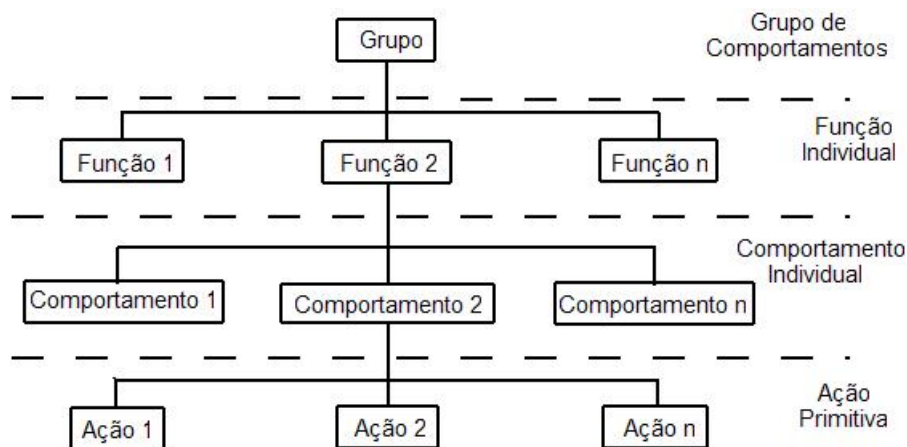 Grupo
Grupo de
Comportamentos
Função 1
Função 2
Função n
Função
Individual
Comportamento 1
Comportamento 2
Comportamento n
Comportamento
Individual
Ação 1
Ação 2
Ação n
Ação
Primitiva